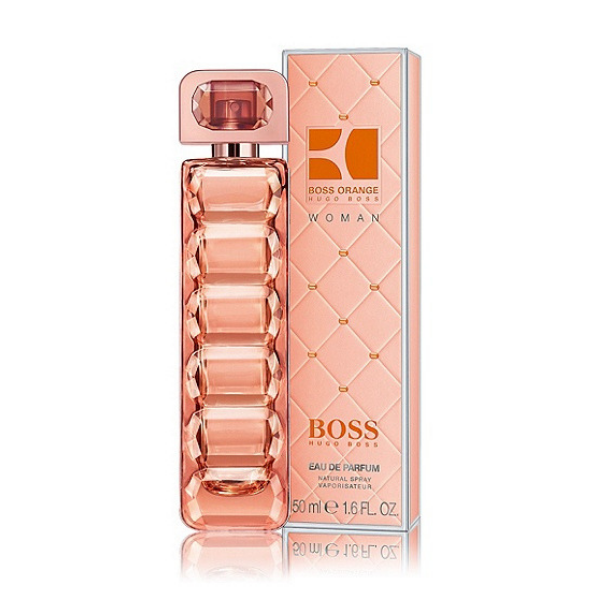 BOSS ORANGE
HUGO BOSS
WOMAN
BOSS
HUGO BOSS
EAU DE PARFUM
NATURAL SPRAY
VAPORISATEUR
50 ml ℮ 1.6 FL. OZ.